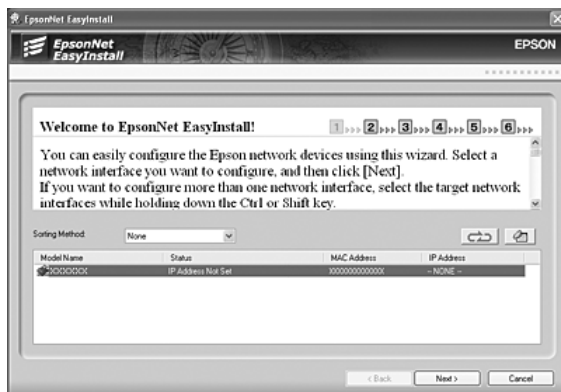 EpsonNet EasyInstall
EpsonNet
EasyInstall
EPSON
Welcome to EpsonNet EasyInstall!
1 >>> 2 >>> 3 >>> 4 >>> 5 >>> 6 >>>
You can easily configure the Epson network devices using this wizard. Select a
network interface you want to configure, and then click [Next].
If you want to configure more than one network interface, select the target network
interfaces while holding down the Ctrl or Shift key.
Sorting Method: None
Model Name Status MAC Address IP Address
XXXXXXX IP Address Not Set XXXXXXXXXXXX - NONE -
< Back Next > Cancel